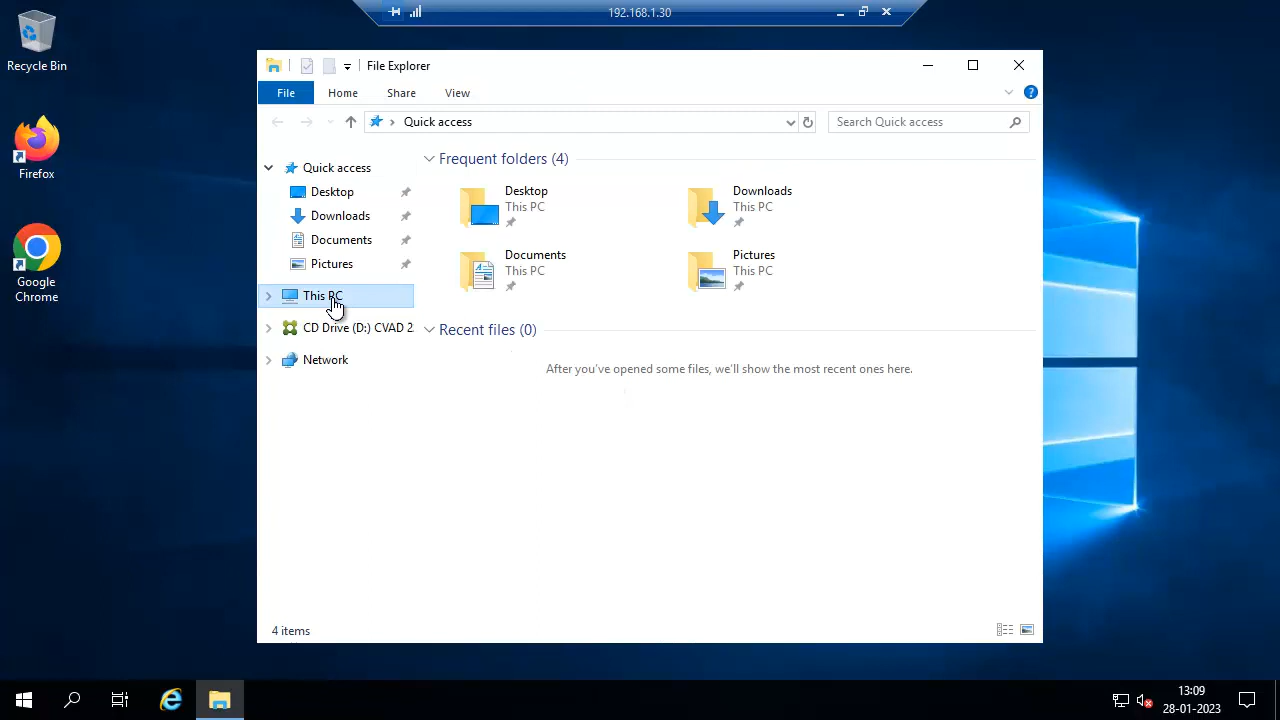 192.168.1.30
Recycle Bin
Firefox
Google
Chrome
File Explorer
File
Home
Share
View
Quick access
Search Quick access
Quick access
Desktop
Downloads
Documents
Pictures
This PC
CD Drive (D:) CVAD 2
Network
Frequent folders (4)
Desktop
This PC
Downloads
This PC
Documents
This PC
Pictures
This PC
Recent files (0)
After you've opened some files, we'll show the most recent ones here.
4 items
13:09
28-01-2023